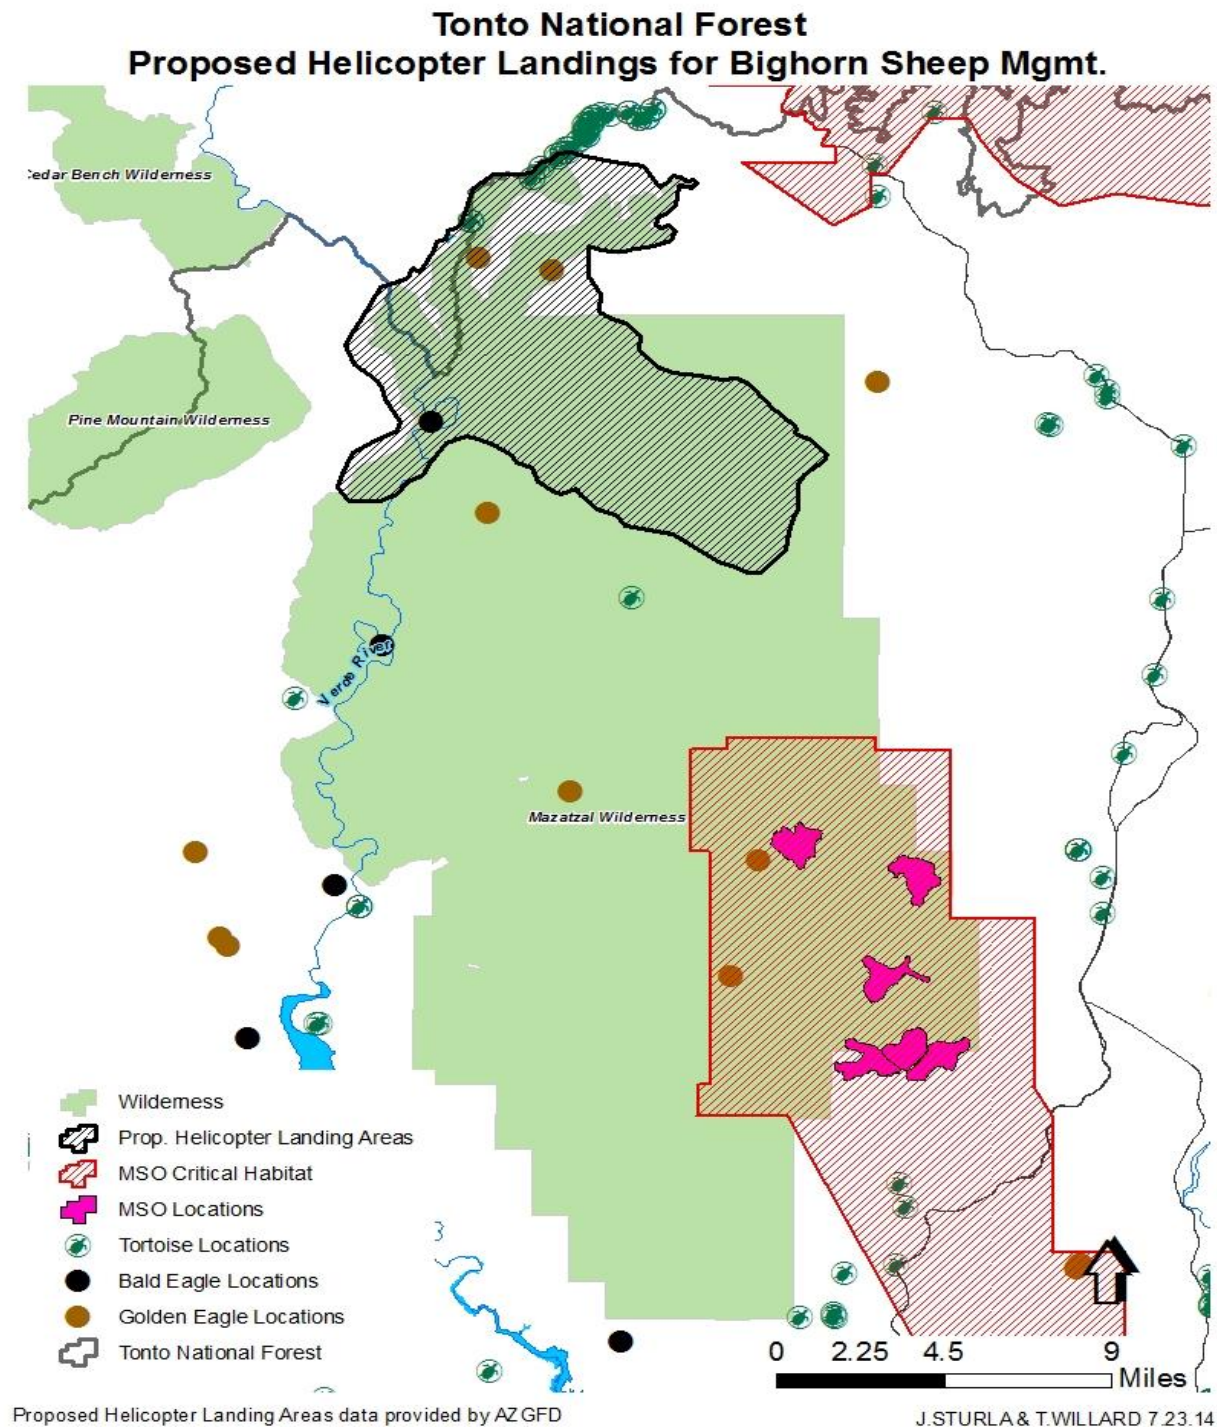 Tonto National Forest
Proposed Helicopter Landings for Bighorn Sheep Mgmt.
Cedar Bench Wilderness
Pine Mountain Wilderness
Verde River
Mazatzal Wilderness
Wilderness
Prop. Helicopter Landing Areas
MSO Critical Habitat
MSO Locations
Tortoise Locations
Bald Eagle Locations
Golden Eagle Locations
Tonto National Forest
0 2.25 4.5 9
Miles
Proposed Helicopter Landing Areas data provided by AZGFD
J.STURLA & T.WILLARD 7.23.14